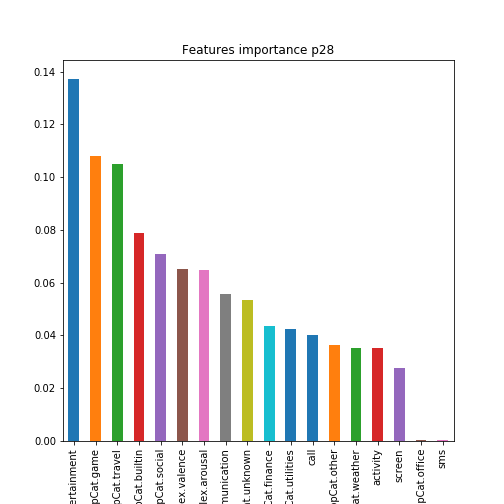 Features importance p28
0.14
0.12
0.10
0.08
0.06
0.04
0.02
0.00
ertainment
pCat.game
pCat.travel
Cat.builtin
pCat.social
ex.valence
lex.arousal
munication
at.unknown
Cat.finance
Cat.utilities
call
pCat.other
at.weather
activity
screen
pCat.office
sms